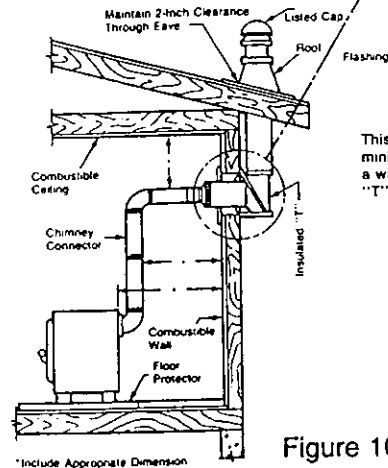 Maintain 2-Inch Clearance
Through Eave
Listed Cap
Roof
Flashing
This
mini
a wi
"T"
Combustible
Ceiling
Insulated "T"
Chimney
Connector
Combustible
Wall
Floor
Protector
*Include Appropriate Dimension
Figure 10